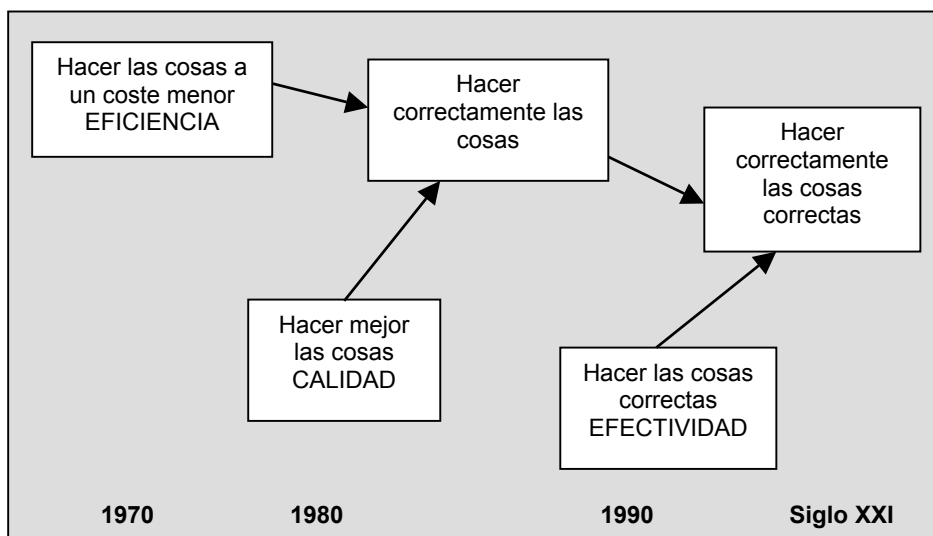 Hacer las cosas a
un coste menor
EFICIENCIA
Hacer
correctamente las
cosas
Hacer
correctamente
las cosas
correctas
Hacer mejor
las cosas
CALIDAD
Hacer las cosas
correctas
EFECTIVIDAD
1970 1980 1990 Siglo XXI